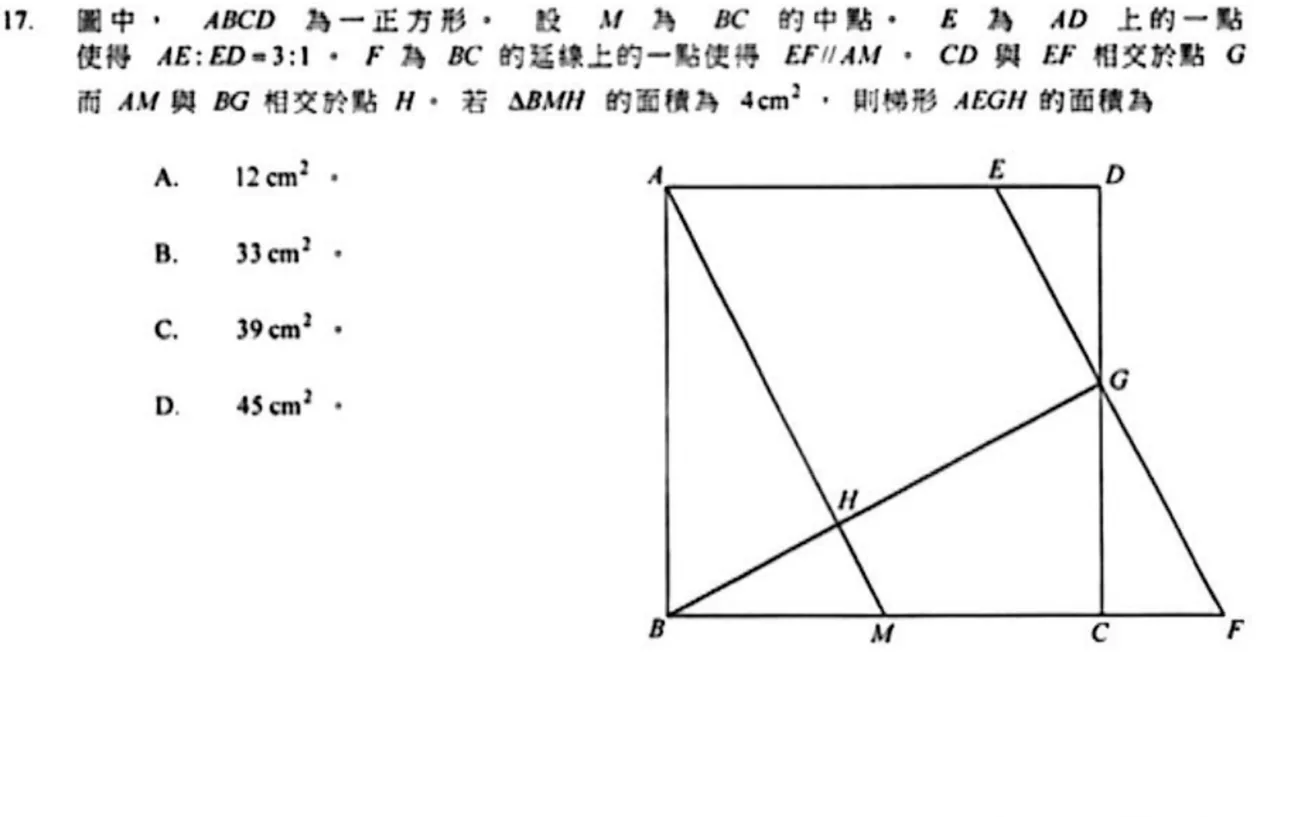 17. 圖中， ABCD 為一正方形。 設 M 為 BC 的中點。 E 為 AD 上的一點
使得 AE:ED=3:1 。 F 為 BC 的延線上的一點使得 EF//AM 。 CD 與 EF 相交於點 G
而 AM 與 BG 相交於點 H。 若 ΔBMH 的面積為 4cm²，則梯形 AEGH 的面積為
A. 12 cm² 。
B. 33 cm² 。
C. 39 cm² 。
D. 45 cm² 。
A E D
G
H
B M C F